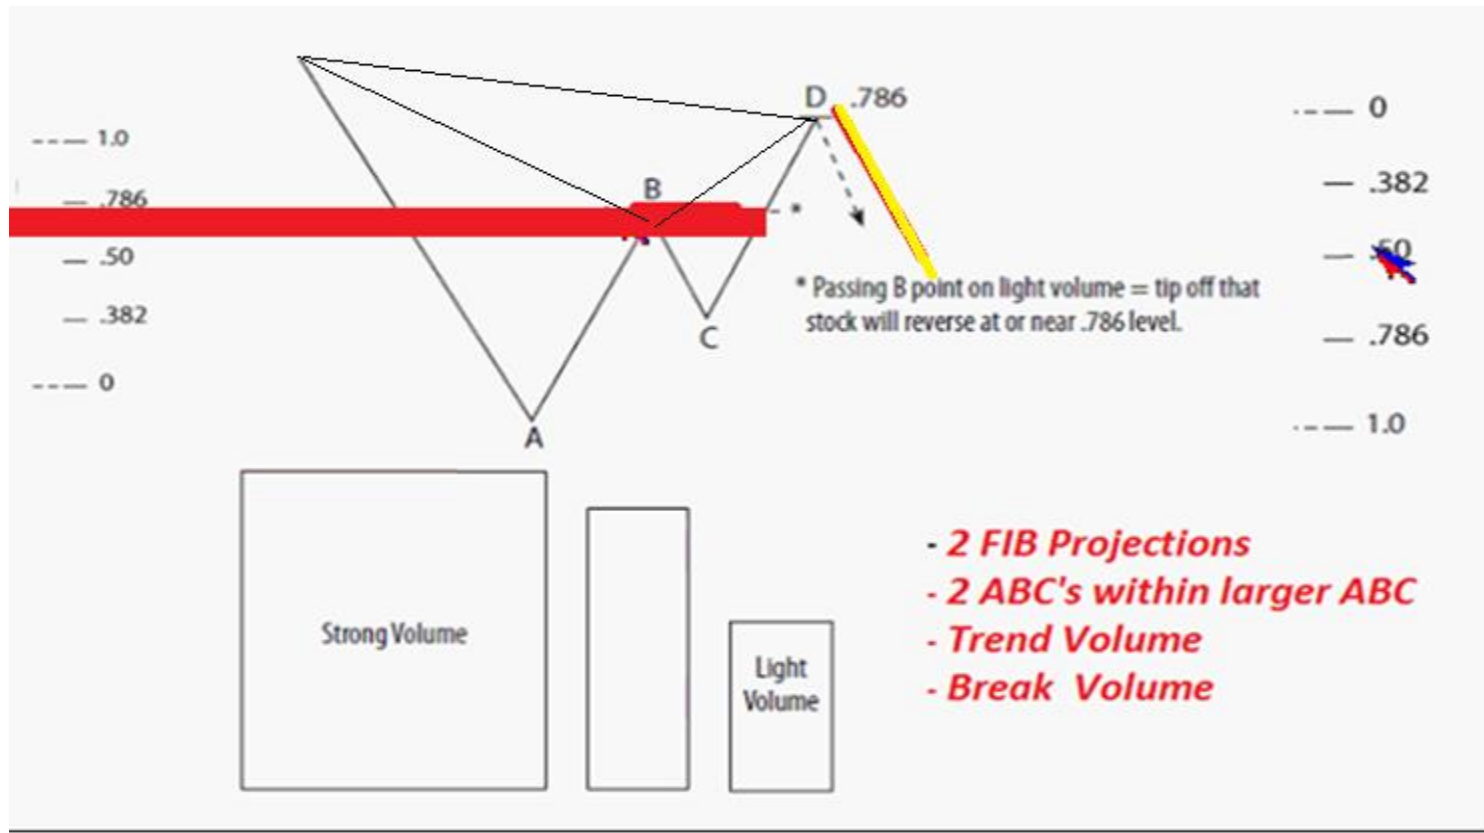 D .786
---— 1.0
---— 0
— .382
B
— .786
- *
— .50
— .50
* Passing B point on light volume = tip off that
stock will reverse at or near .786 level.
— .382
C
— .786
---— 0
---— 1.0
A
Strong Volume
Light
Volume
- 2 FIB Projections
- 2 ABC's within larger ABC
- Trend Volume
- Break Volume